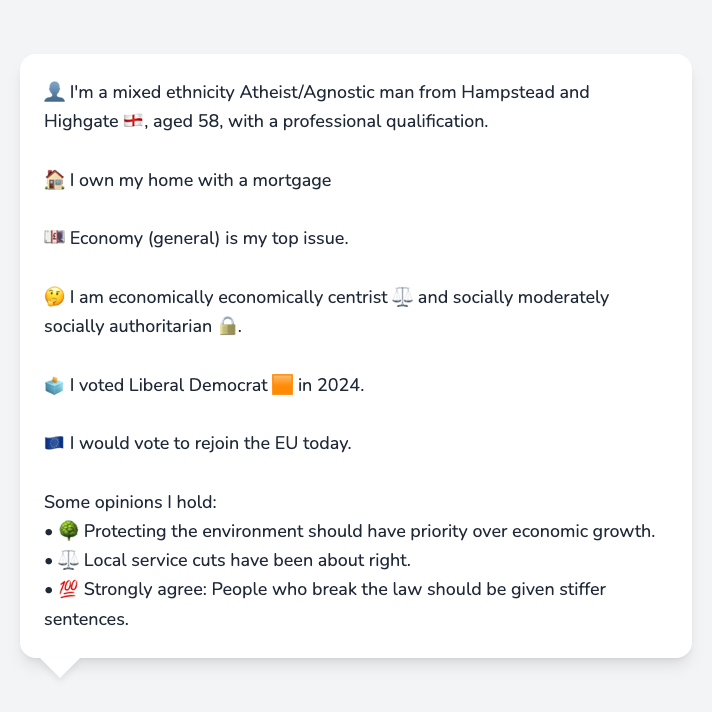 👤 I'm a mixed ethnicity Atheist/Agnostic man from Hampstead and
Highgate 🏴󠁧󠁢󠁥󠁮󠁧󠁿, aged 58, with a professional qualification.
🏠 I own my home with a mortgage
💷 Economy (general) is my top issue.
🤔 I am economically economically centrist ⚖️ and socially moderately
socially authoritarian 🔒.
🗳️ I voted Liberal Democrat 🟧 in 2024.
🇪🇺 I would vote to rejoin the EU today.
Some opinions I hold:
• 🌳 Protecting the environment should have priority over economic growth.
• ⚖️ Local service cuts have been about right.
• 💯 Strongly agree: People who break the law should be given stiffer
sentences.